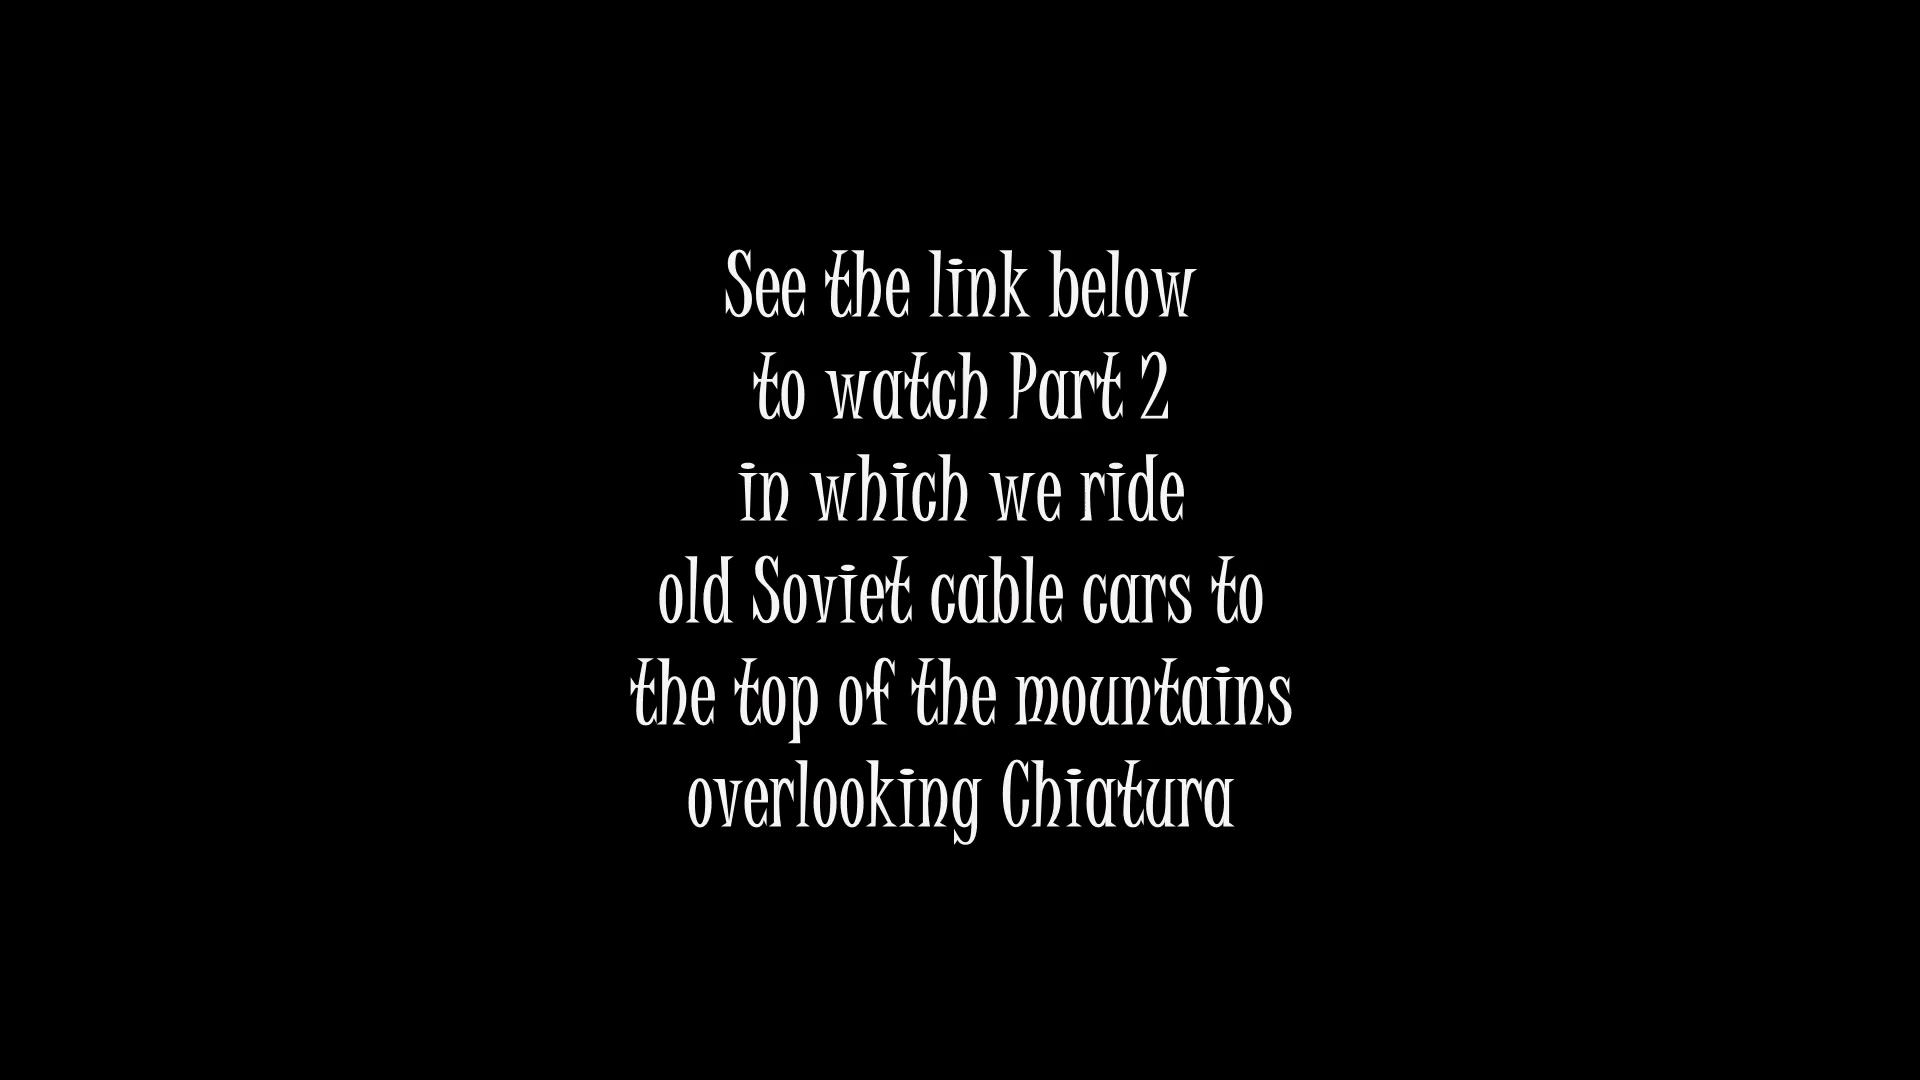 See the link below
to watch Part 2
in which we ride
old Soviet cable cars to
the top of the mountains
overlooking Chiatura